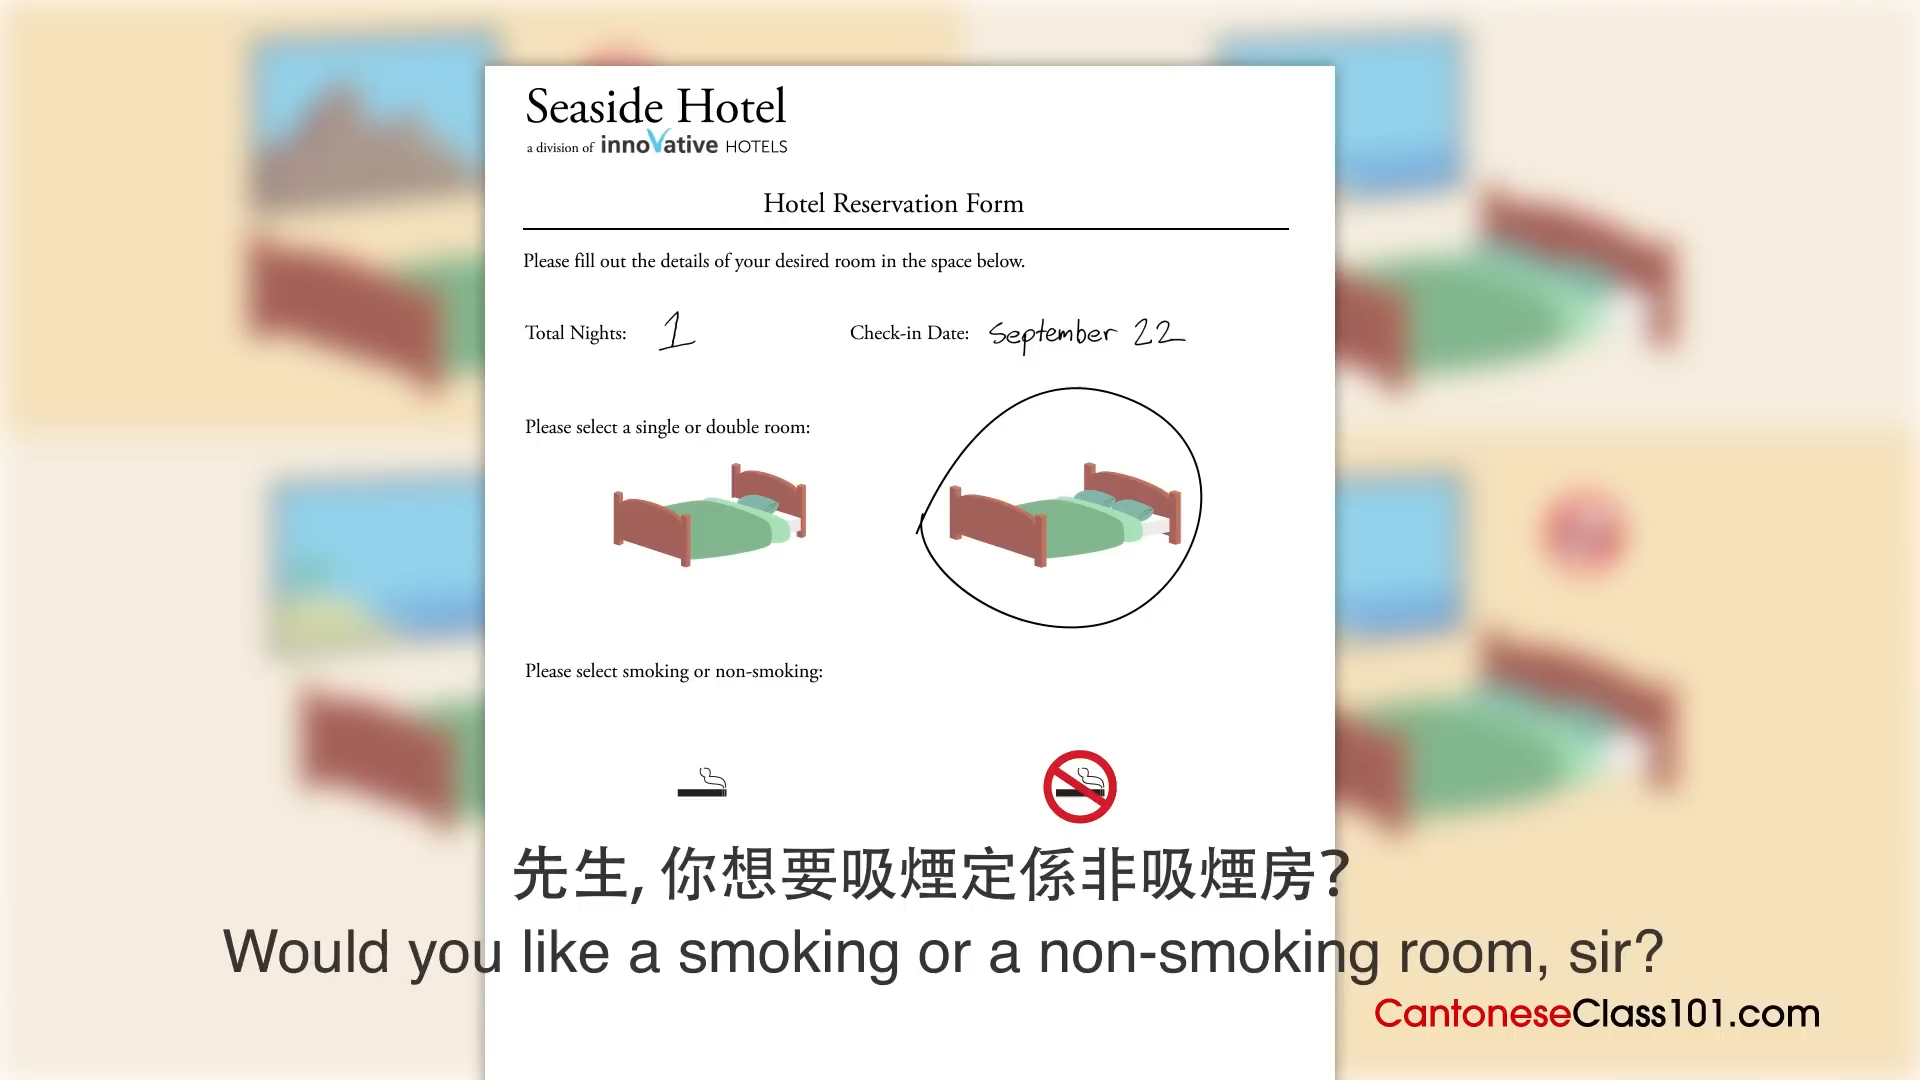 Seaside Hotel
a division of innoVative HOTELS
Hotel Reservation Form
Please fill out the details of your desired room in the space below.
Total Nights: 1 Check-in Date: September 22
Please select a single or double room:
Please select smoking or non-smoking:
先生, 你想要吸煙定係非吸煙房?
Would you like a smoking or a non-smoking room, sir?
CantoneseClass101.com